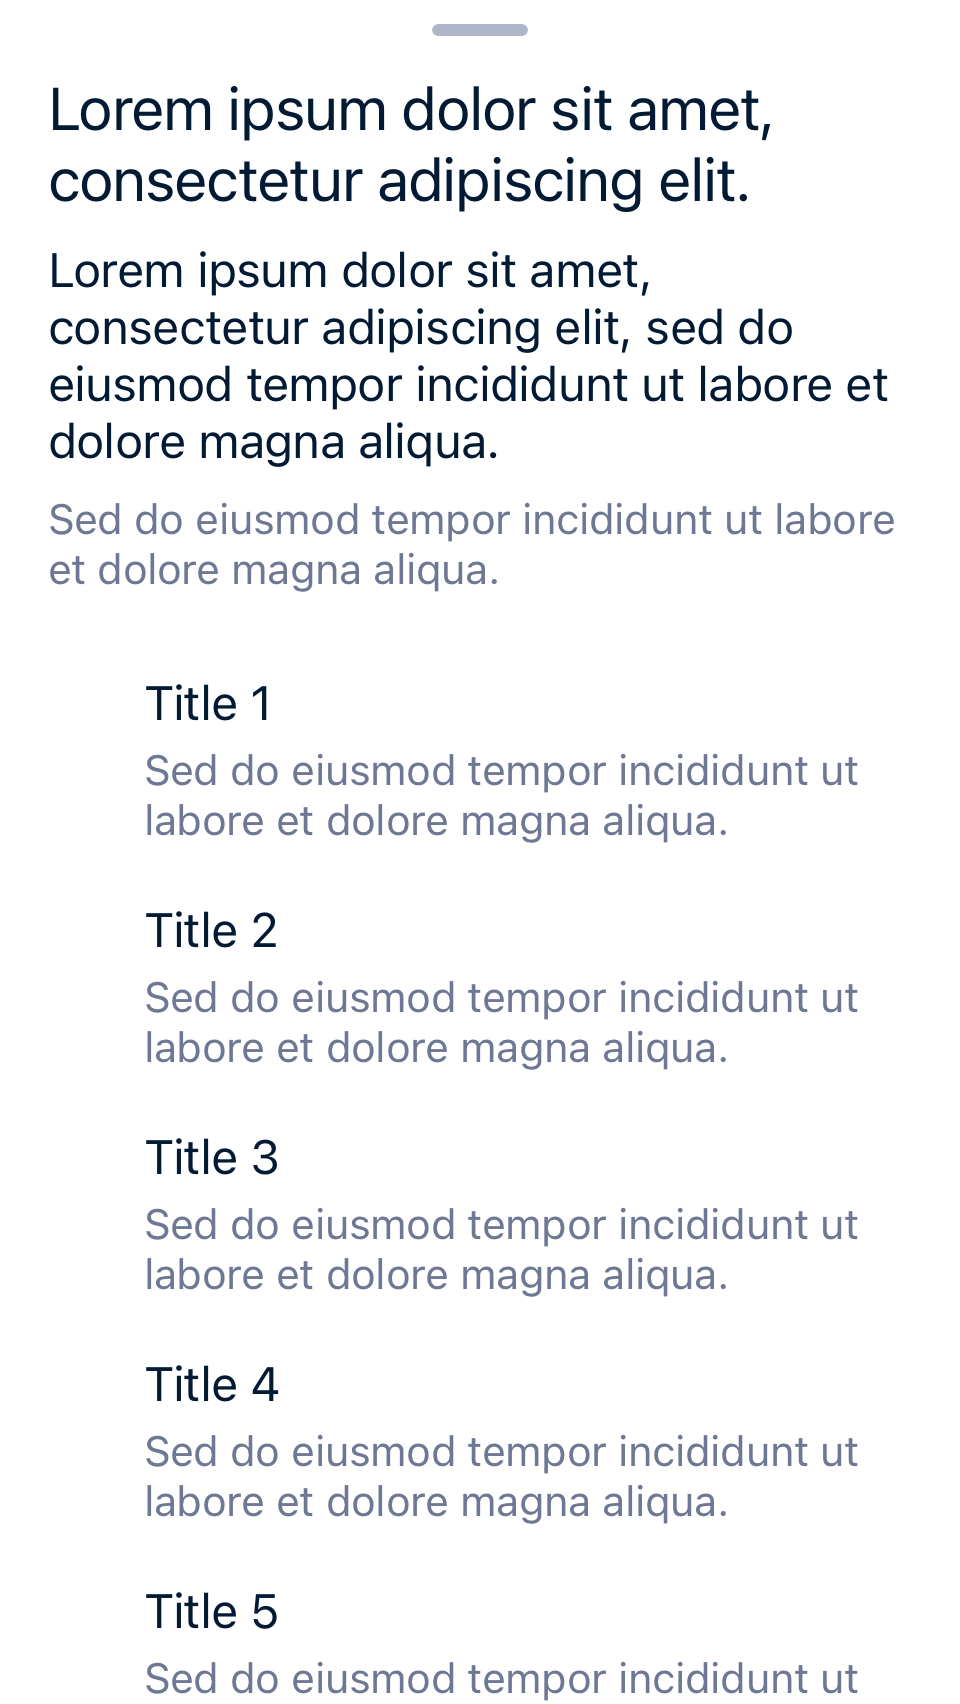 Lorem ipsum dolor sit amet,
consectetur adipiscing elit.
Lorem ipsum dolor sit amet,
consectetur adipiscing elit, sed do
eiusmod tempor incididunt ut labore et
dolore magna aliqua.
Sed do eiusmod tempor incididunt ut labore
et dolore magna aliqua.
Title 1
Sed do eiusmod tempor incididunt ut
labore et dolore magna aliqua.
Title 2
Sed do eiusmod tempor incididunt ut
labore et dolore magna aliqua.
Title 3
Sed do eiusmod tempor incididunt ut
labore et dolore magna aliqua.
Title 4
Sed do eiusmod tempor incididunt ut
labore et dolore magna aliqua.
Title 5
Sed do eiusmod tempor incididunt ut